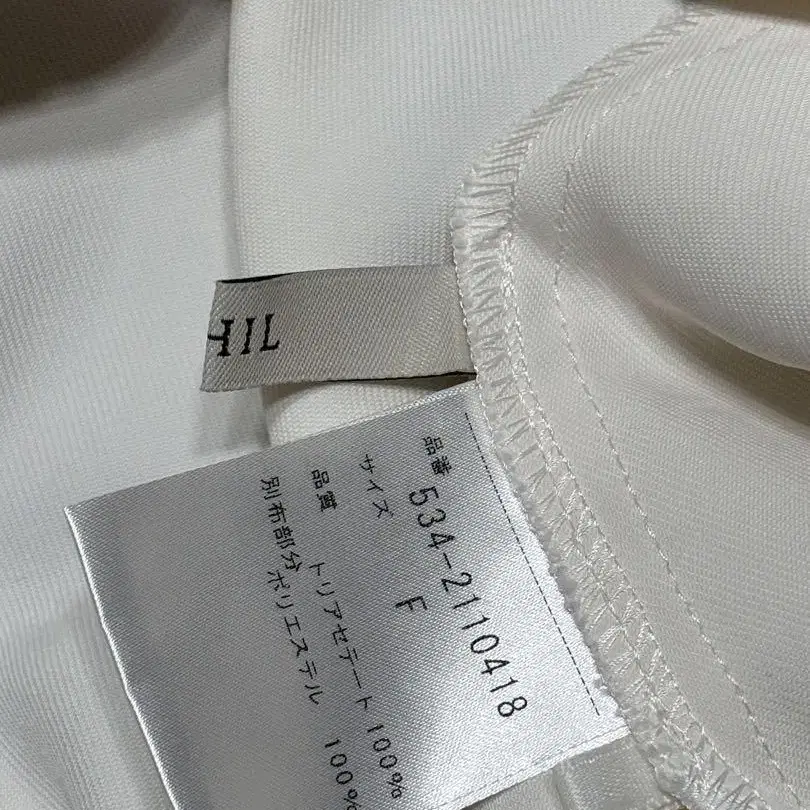 TIL
品番 534-2110418
サイズ F
品質 トリアセテート 100%
別布部分 ポリエステル 100%